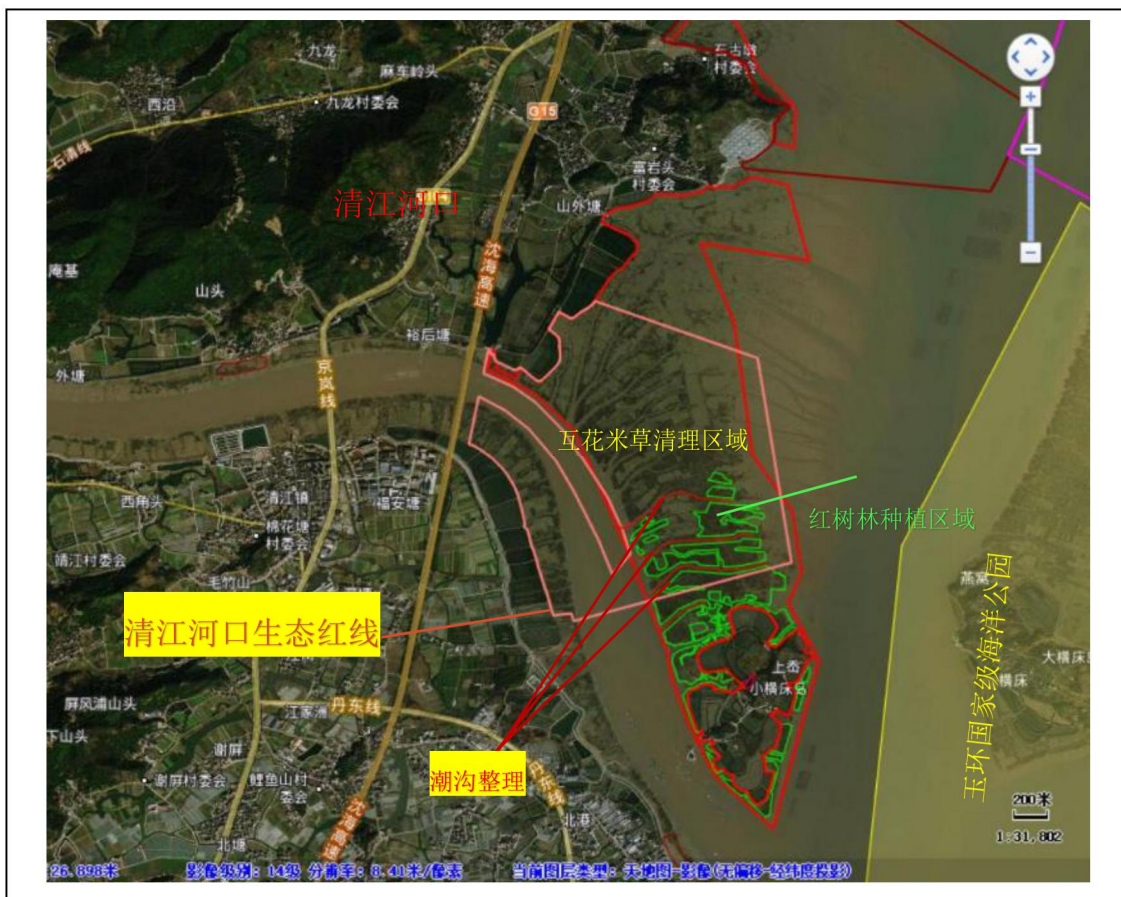 九龙
麻车岭头
石古墩
村委会
西沿
九龙村委会
G15
石清线
富岩头
村委会
清江河口
山外塘
沈海高速
庵基
山头
裕后塘
外塘
京岚线
互花米草清理区域
西角头
清江镇
福安塘
棉花塘
村委会
红树林种植区域
靖江村委会
毛竹山
燕窝
清江河口生态红线
玉环国家级海洋公园
上岙
大横床岛
小横床岛
横床
屏风浦山头
江家洲
丹东线
下山头
谢屏
谢屏村委会
鲤鱼山村
委会
潮沟整理
丹东线
沈海高速
北港
北塘
200米
1:31,802
26.898米
影像级别：14级 分辨率：8.41米/像素
当前图层类型：天地图-影像(无偏移-经纬度投影)